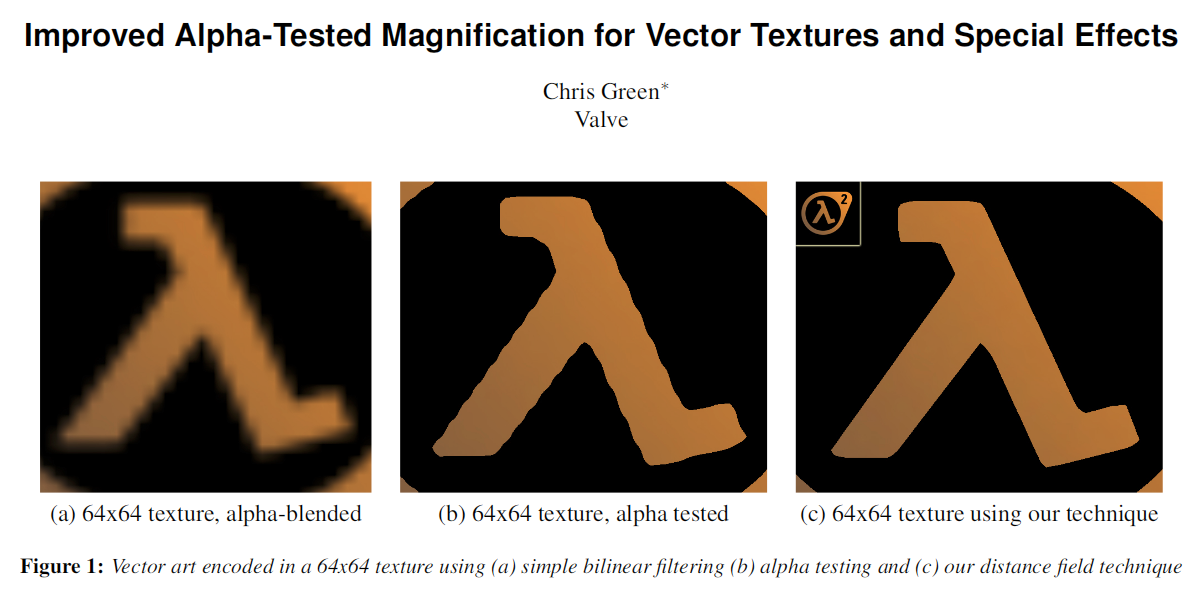 Improved Alpha-Tested Magnification for Vector Textures and Special Effects
Chris Green*
Valve
2
(a) 64x64 texture, alpha-blended
(b) 64x64 texture, alpha tested
(c) 64x64 texture using our technique
Figure 1: Vector art encoded in a 64x64 texture using (a) simple bilinear filtering (b) alpha testing and (c) our distance field technique